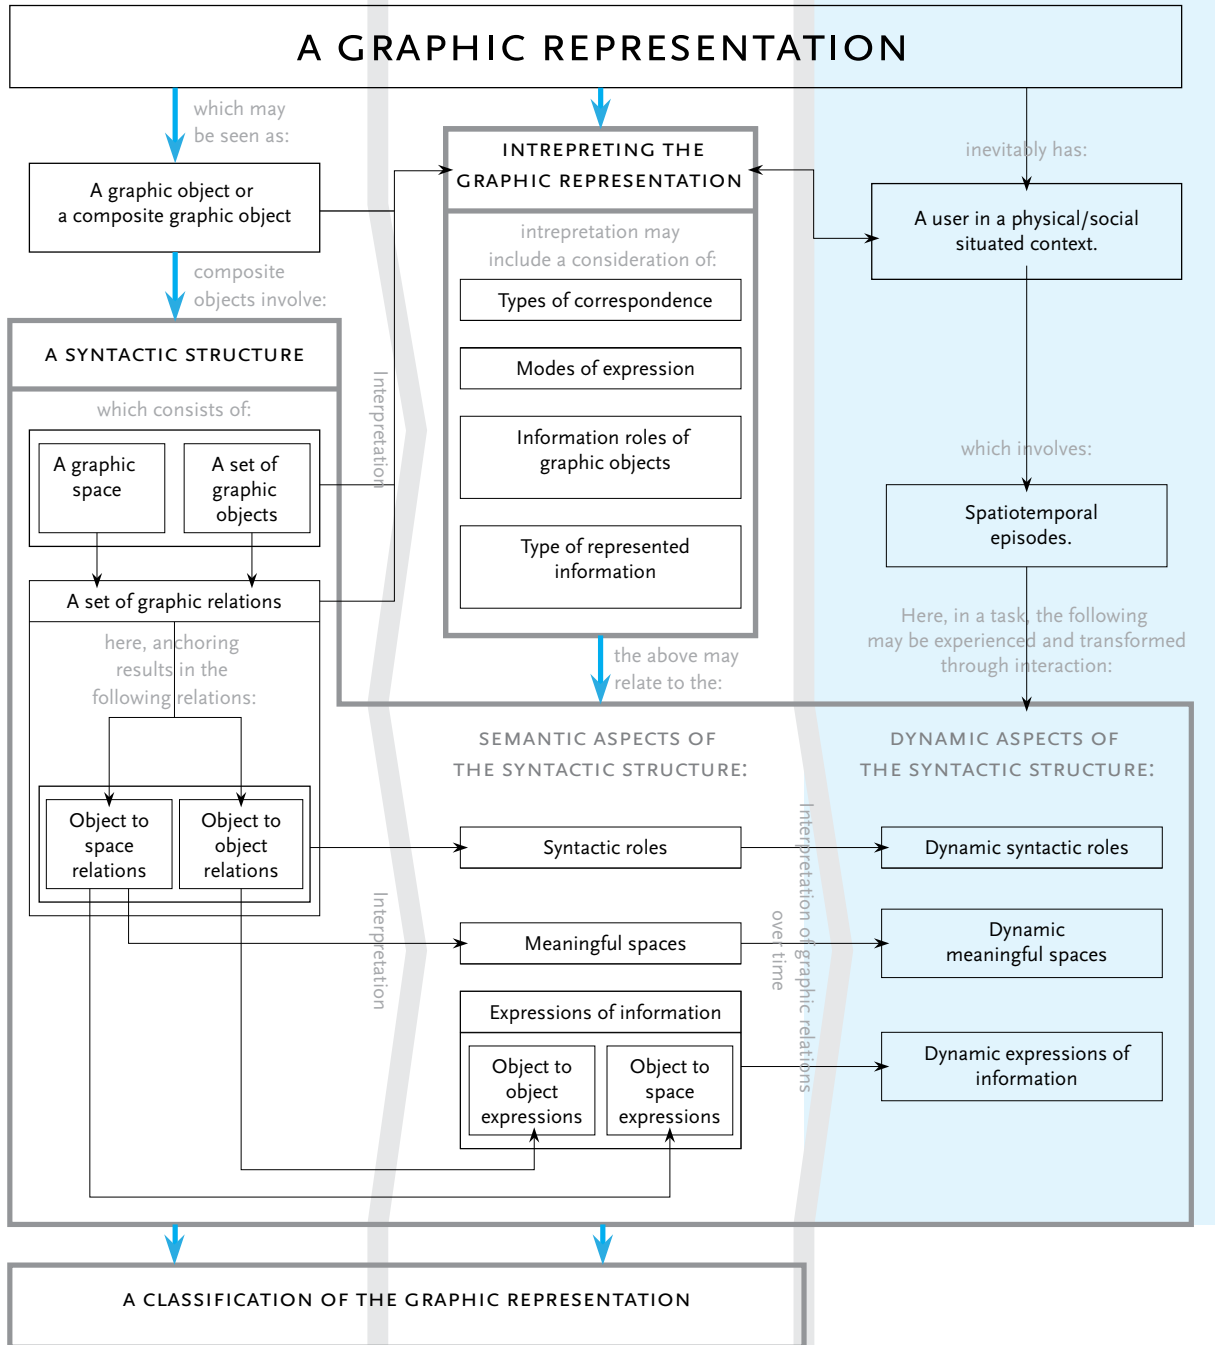 A GRAPHIC REPRESENTATION
which may
be seen as:
A graphic object or
a composite graphic object
composite
objects involve:
A SYNTACTIC STRUCTURE
which consists of:
A graphic
space
A set of
graphic
objects
A set of graphic relations
here, anchoring
results in the
following relations:
Object to
space
relations
Object to
object
relations
Interpretation
Interpretation
INTREPRETING THE
GRAPHIC REPRESENTATION
intrepretation may
include a consideration of:
Types of correspondence
Modes of expression
Information roles of
graphic objects
Type of represented
information
the above may
relate to the:
SEMANTIC ASPECTS OF
THE SYNTACTIC STRUCTURE:
Syntactic roles
Meaningful spaces
Expressions of information
Object to
object
expressions
Object to
space
expressions
Interpretation of graphic relations
over time
inevitably has:
A user in a physical/social
situated context.
which involves:
Spatiotemporal
episodes.
Here, in a task, the following
may be experienced and transformed
through interaction:
DYNAMIC ASPECTS OF
THE SYNTACTIC STRUCTURE:
Dynamic syntactic roles
Dynamic
meaningful spaces
Dynamic expressions of
information
A CLASSIFICATION OF THE GRAPHIC REPRESENTATION